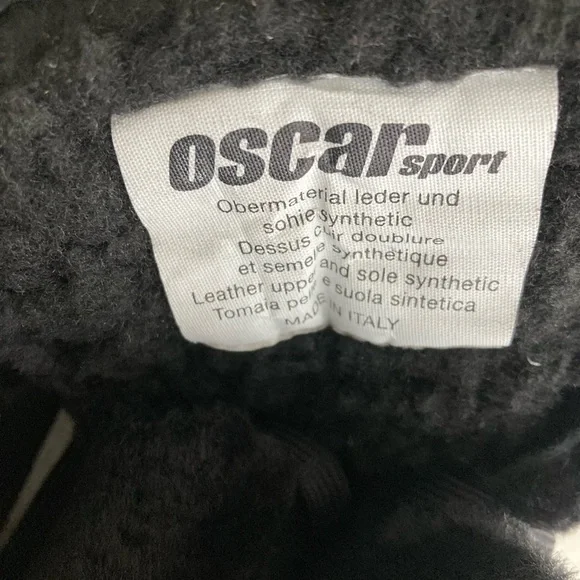 oscar sport
Obermaterial leder und
sohle synthetic
Dessus cuir doublure
et semelle synthétique
Leather upper and sole synthetic
Tomaia pelle e suola sintetica
MADE IN ITALY